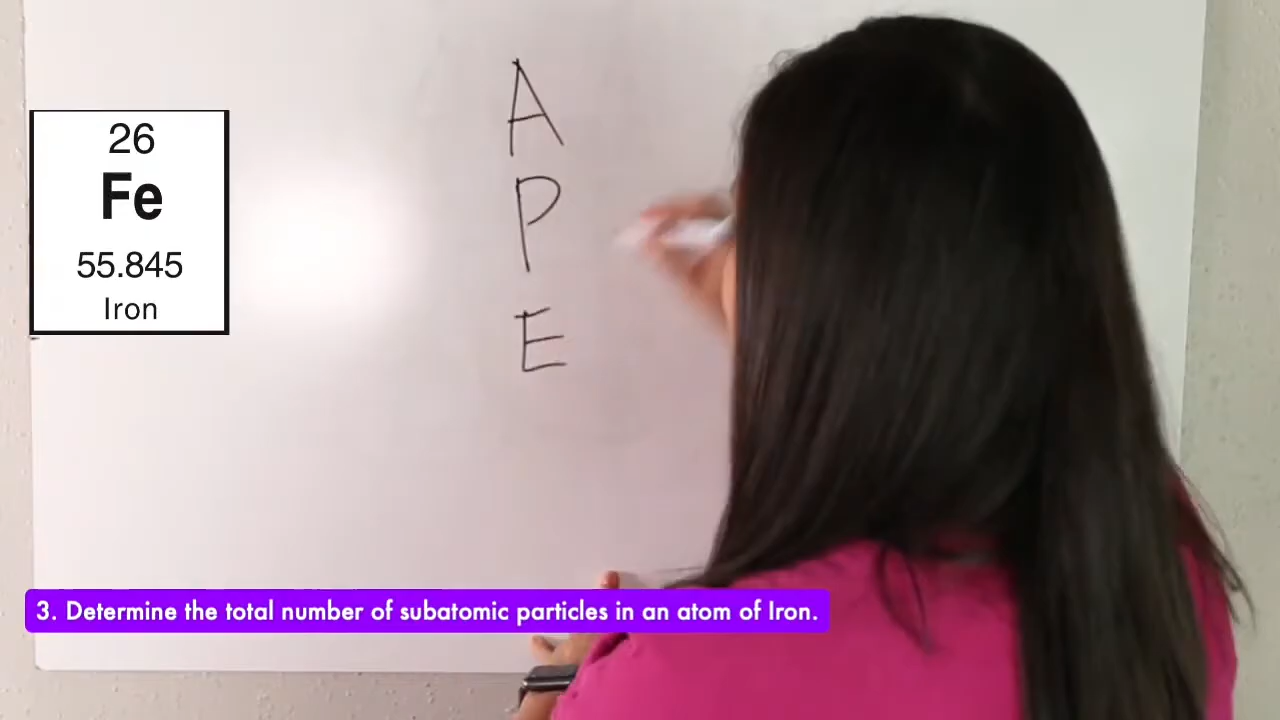 26
Fe
55.845
Iron
A
P
E
3. Determine the total number of subatomic particles in an atom of Iron.